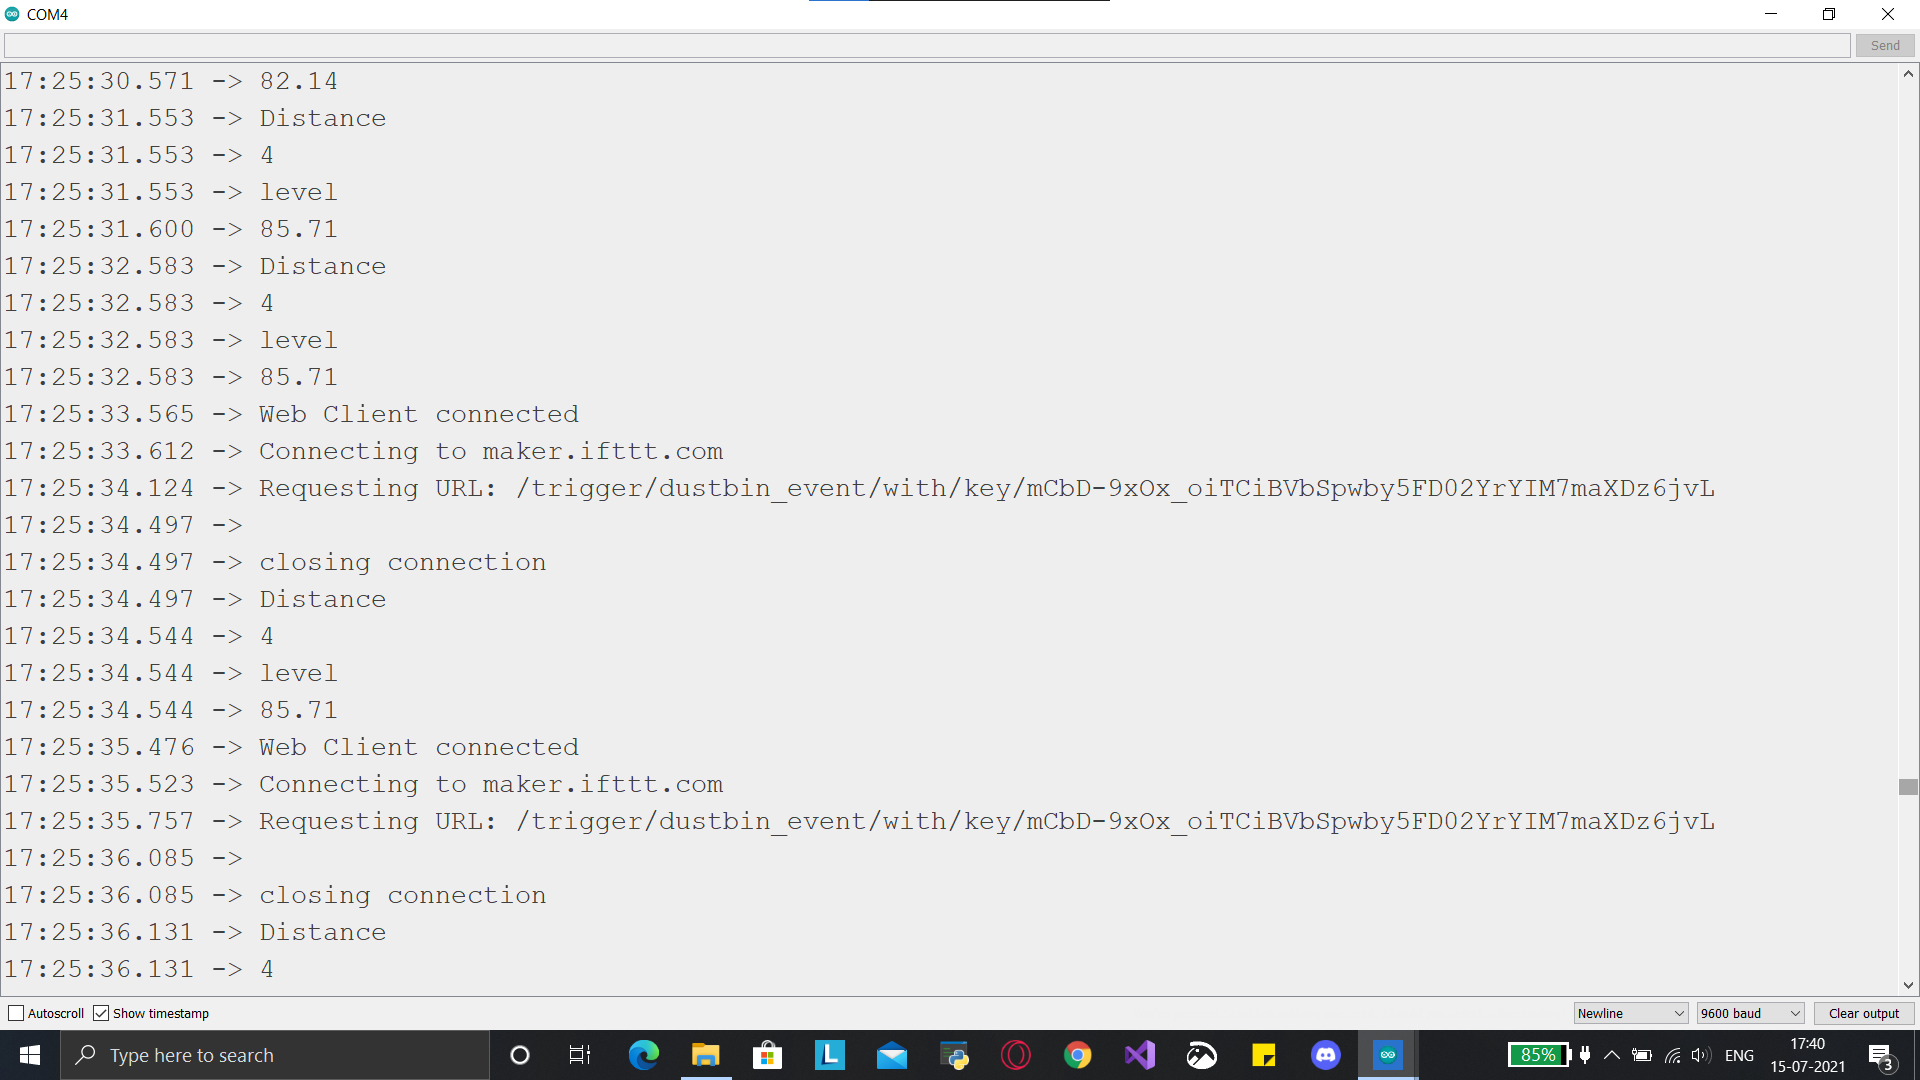 COM4
Send
17:25:30.571 -> 82.14
17:25:31.553 -> Distance
17:25:31.553 -> 4
17:25:31.553 -> level
17:25:31.600 -> 85.71
17:25:32.583 -> Distance
17:25:32.583 -> 4
17:25:32.583 -> level
17:25:32.583 -> 85.71
17:25:33.565 -> Web Client connected
17:25:33.612 -> Connecting to maker.ifttt.com
17:25:34.124 -> Requesting URL: /trigger/dustbin_event/with/key/mCbD-9xOx_oiTCiBVbSpwby5FD02YrYIM7maXDz6jvL
17:25:34.497 ->
17:25:34.497 -> closing connection
17:25:34.497 -> Distance
17:25:34.544 -> 4
17:25:34.544 -> level
17:25:34.544 -> 85.71
17:25:35.476 -> Web Client connected
17:25:35.523 -> Connecting to maker.ifttt.com
17:25:35.757 -> Requesting URL: /trigger/dustbin_event/with/key/mCbD-9xOx_oiTCiBVbSpwby5FD02YrYIM7maXDz6jvL
17:25:36.085 ->
17:25:36.085 -> closing connection
17:25:36.131 -> Distance
17:25:36.131 -> 4
Autoscroll Show timestamp Newline 9600 baud Clear output
Type here to search L 85% ENG 17:40
15-07-2021 3